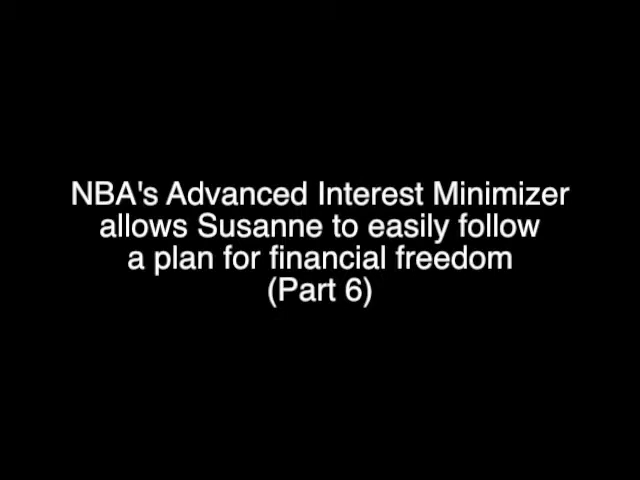 NBA's Advanced Interest Minimizer
allows Susanne to easily follow
a plan for financial freedom
(Part 6)